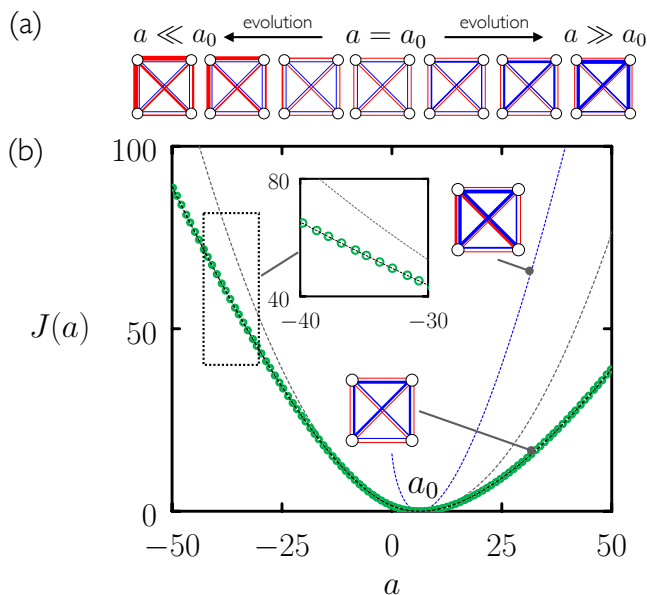 (a)
a ≪ a₀ evolution a = a₀ evolution a ≫ a₀
(b)
100
50
0
J(a)
80
40
−40 −30
a₀
−50 −25 0 25 50
a